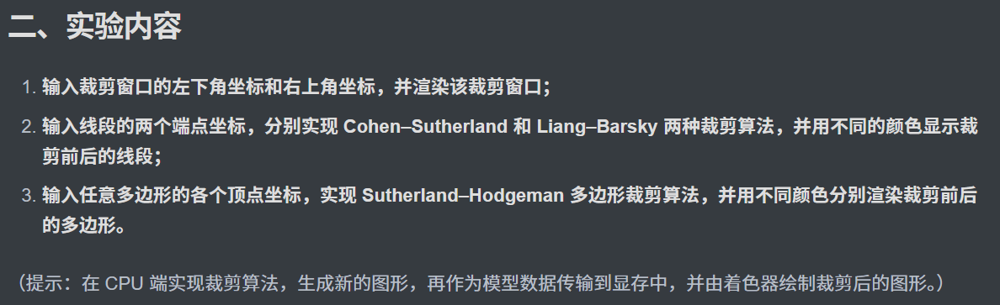 二、实验内容
1. 输入裁剪窗口的左下角坐标和右上角坐标，并渲染该裁剪窗口；
2. 输入线段的两个端点坐标，分别实现 Cohen–Sutherland 和 Liang–Barsky 两种裁剪算法，并用不同的颜色显示裁
剪前后的线段；
3. 输入任意多边形的各个顶点坐标，实现 Sutherland–Hodgeman 多边形裁剪算法，并用不同颜色分别渲染裁剪前后
的多边形。
（提示：在 CPU 端实现裁剪算法，生成新的图形，再作为模型数据传输到显存中，并由着色器绘制裁剪后的图形。）